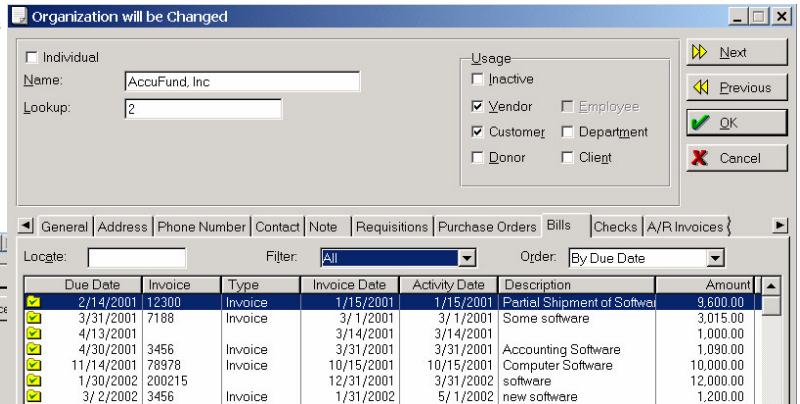 Organization will be Changed
Individual
Name: AccuFund, Inc
Lookup: 2
Usage
Inactive
Vendor Employee
Customer Department
Donor Client
Next
Previous
OK
Cancel
General Address Phone Number Contact Note Requisitions Purchase Orders Bills Checks A/R Invoices
Locate: Filter: All Order: By Due Date
Due Date Invoice Type Invoice Date Activity Date Description Amount
2/14/2001 12300 Invoice 1/15/2001 1/15/2001 Partial Shipment of Softwar 9,600.00
3/31/2001 7188 Invoice 3/ 1/2001 3/ 1/2001 Some software 3,015.00
4/13/2001 3/14/2001 3/14/2001 1,000.00
4/30/2001 3456 Invoice 3/31/2001 3/31/2001 Accounting Software 1,090.00
11/14/2001 78978 Invoice 10/15/2001 10/15/2001 Computer Software 10,000.00
1/30/2002 200215 12/31/2001 3/31/2002 software 12,000.00
3/ 2/2002 3456 Invoice 1/31/2002 5/ 1/2002 new software 1,200.00